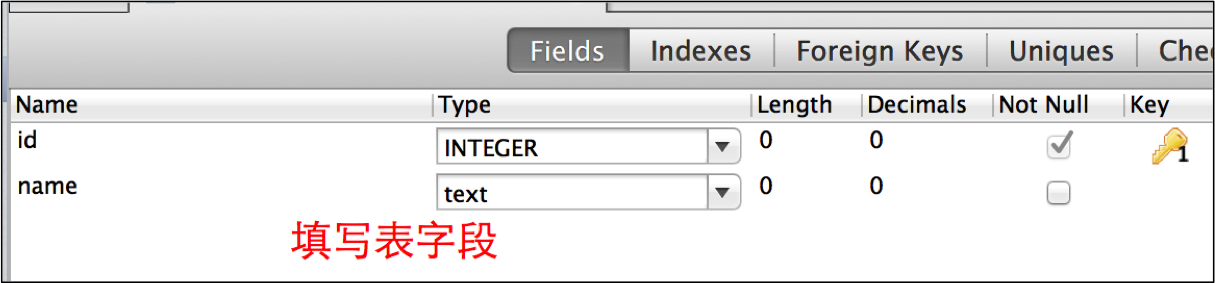 Fields Indexes Foreign Keys Uniques Chec
Name Type Length Decimals Not Null Key
id INTEGER 0 0 1
name text 0 0
填写表字段